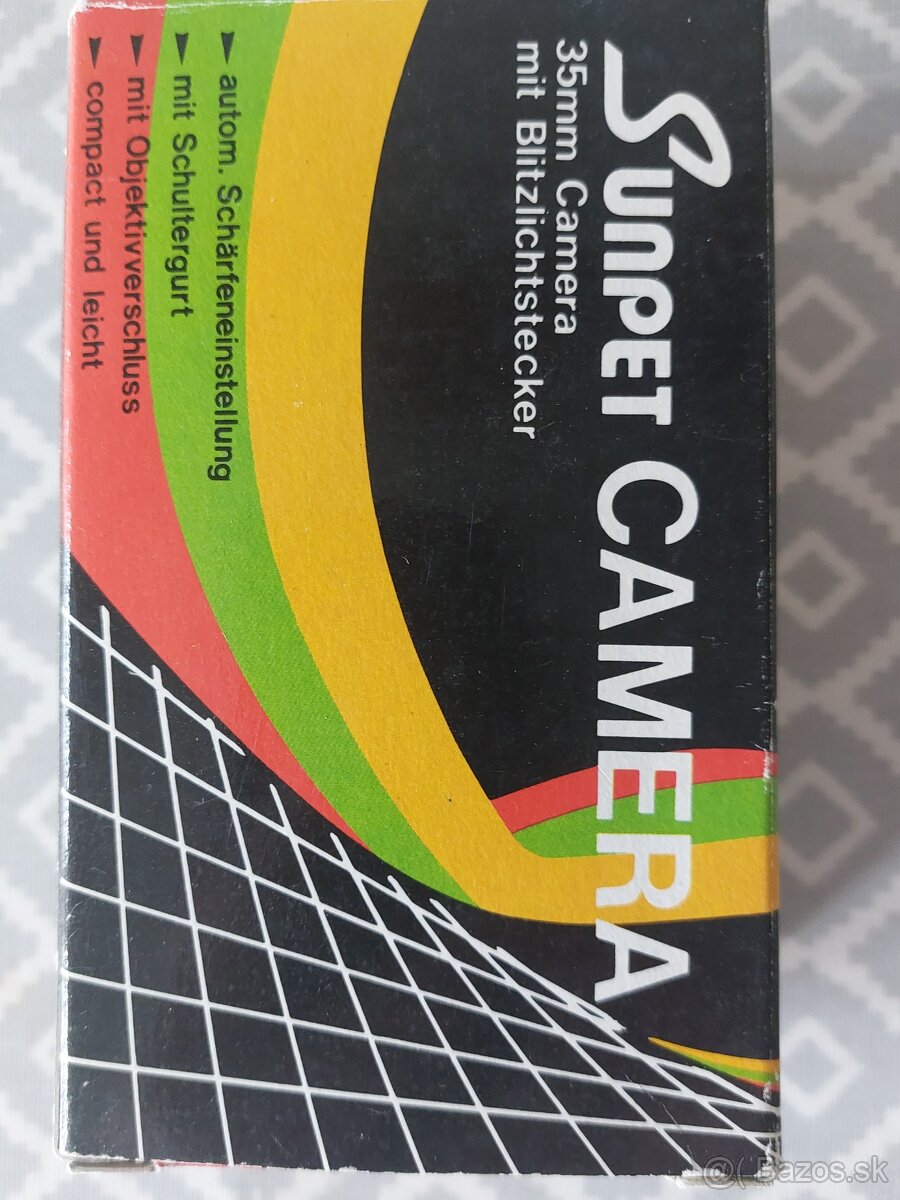 SUNPET CAMERA
35mm Camera
mit Blitzlichtstecker
► autom. Schärfeneinstellung
► mit Schultergurt
► mit Objektivverschluss
► compact und leicht
@( Bazos.sk